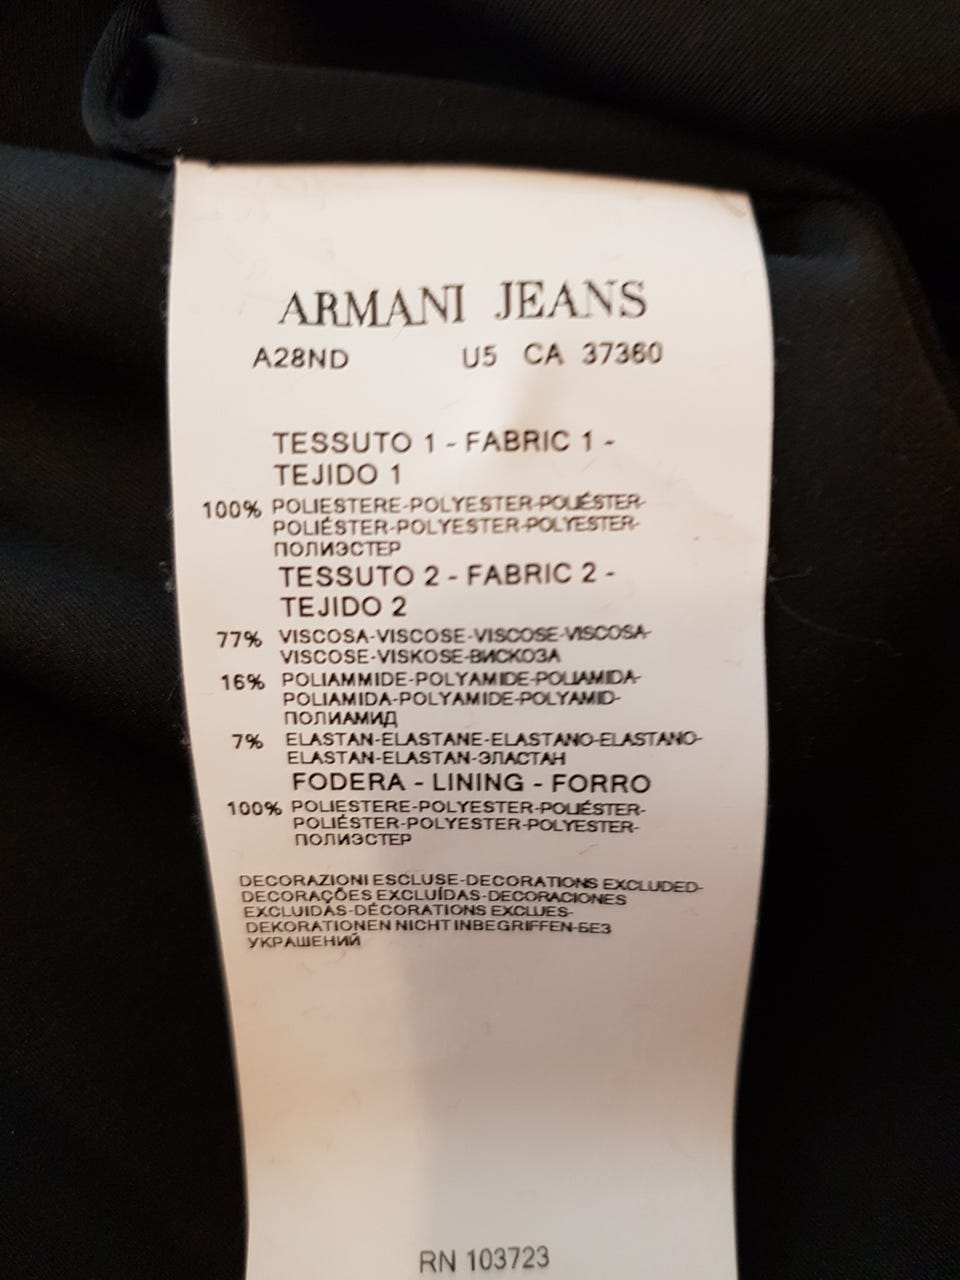 ARMANI JEANS
A28ND U5 CA 37360
TESSUTO 1 - FABRIC 1 -
TEJIDO 1
100% POLIESTERE-POLYESTER-POLIÉSTER-
POLIÉSTER-POLYESTER-POLYESTER-
ПОЛИЭСТЕР
TESSUTO 2 - FABRIC 2 -
TEJIDO 2
77% VISCOSA-VISCOSE-VISCOSE-VISCOSA-
VISCOSE-VISKOSE-ВИСКОЗА
16% POLIAMMIDE-POLYAMIDE-POLIAMIDA-
POLIAMIDA-POLYAMIDE-POLYAMID-
ПОЛИАМИД
7% ELASTAN-ELASTANE-ELASTANO-ELASTANO-
ELASTAN-ELASTAN-ЭЛАСТАН
FODERA - LINING - FORRO
100% POLIESTERE-POLYESTER-POLIÉSTER-
POLIÉSTER-POLYESTER-POLYESTER-
ПОЛИЭСТЕР
DECORAZIONI ESCLUSE-DECORATIONS EXCLUDED-
DECORAÇÕES EXCLUÍDAS-DECORACIONES
EXCLUIDAS-DÉCORATIONS EXCLUES-
DEKORATIONEN NICHT INBEGRIFFEN-БЕЗ
УКРАШЕНИЙ
RN 103723